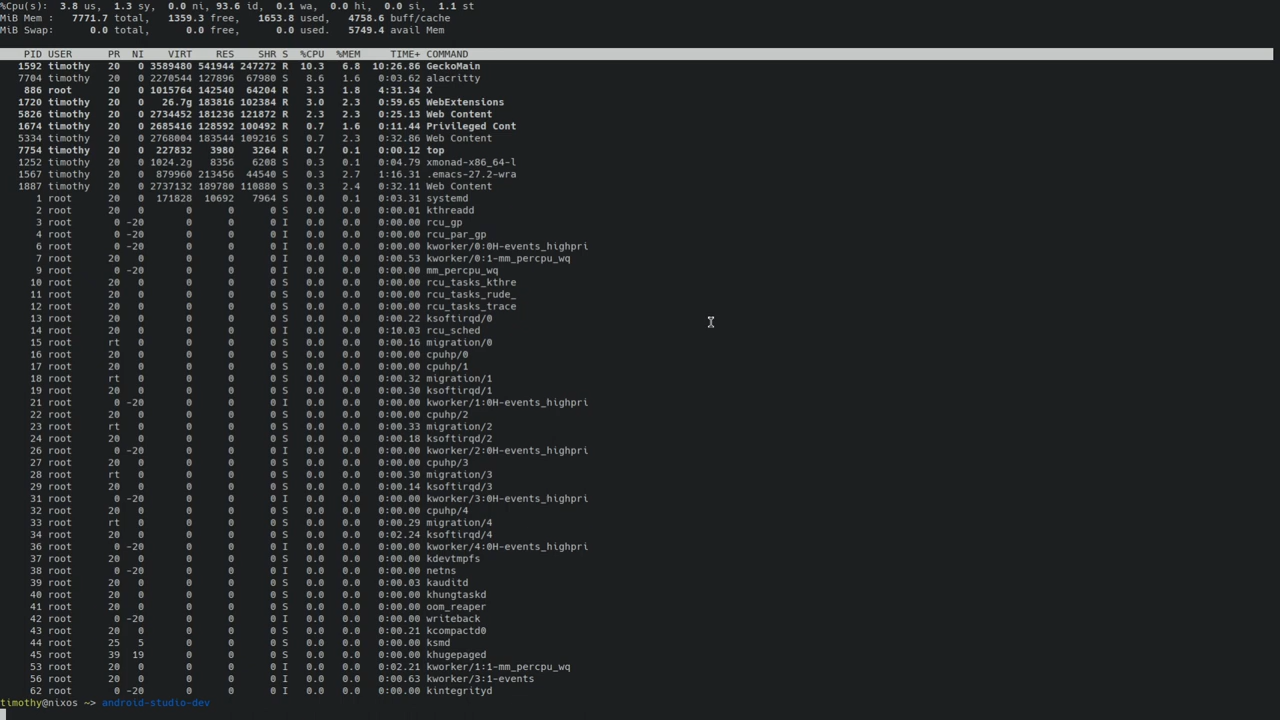 %Cpu(s):  3.8 us,  1.3 sy,  0.0 ni, 93.6 id,  0.1 wa,  0.0 hi,  0.0 si,  1.1 st
MiB Mem :   7771.7 total,   1359.3 free,   1653.8 used,   4758.6 buff/cache
MiB Swap:      0.0 total,      0.0 free,      0.0 used.   5749.4 avail Mem
PID USER      PR  NI    VIRT    RES    SHR S  %CPU  %MEM     TIME+ COMMAND
1592 timothy   20   0 3589480 541944 247272 R  10.3   6.8  10:26.86 GeckoMain
7704 timothy   20   0 2270544 127896  67980 S   8.6   1.6   0:03.62 alacritty
886 root      20   0 1015764 142540  64204 R   3.3   1.8   4:31.34 X
1720 timothy   20   0   26.7g 183816 102384 R   3.0   2.3   0:59.65 WebExtensions
5826 timothy   20   0 2734452 181236 121872 R   2.3   2.3   0:25.13 Web Content
1674 timothy   20   0 2685416 128592 100492 R   0.7   1.6   0:11.44 Privileged Cont
5334 timothy   20   0 2768004 183544 109216 S   0.7   2.3   0:32.86 Web Content
7754 timothy   20   0  227832   3980   3264 R   0.7   0.1   0:00.12 top
1252 timothy   20   0 1024.2g   8356   6208 S   0.3   0.1   0:04.79 xmonad-x86_64-l
1567 timothy   20   0  879960 213456  44540 S   0.3   2.7   1:16.31 .emacs-27.2-wra
1887 timothy   20   0 2737132 189780 110880 S   0.3   2.4   0:32.11 Web Content
1 root      20   0  171828  10692   7964 S   0.0   0.1   0:03.31 systemd
2 root      20   0       0      0      0 S   0.0   0.0   0:00.01 kthreadd
3 root       0 -20       0      0      0 I   0.0   0.0   0:00.00 rcu_gp
4 root       0 -20       0      0      0 I   0.0   0.0   0:00.00 rcu_par_gp
6 root       0 -20       0      0      0 I   0.0   0.0   0:00.00 kworker/0:0H-events_highpri
7 root      20   0       0      0      0 I   0.0   0.0   0:00.53 kworker/0:1-mm_percpu_wq
9 root       0 -20       0      0      0 I   0.0   0.0   0:00.00 mm_percpu_wq
10 root      20   0       0      0      0 S   0.0   0.0   0:00.00 rcu_tasks_kthre
11 root      20   0       0      0      0 S   0.0   0.0   0:00.00 rcu_tasks_rude_
12 root      20   0       0      0      0 S   0.0   0.0   0:00.00 rcu_tasks_trace
13 root      20   0       0      0      0 S   0.0   0.0   0:00.22 ksoftirqd/0
14 root      20   0       0      0      0 I   0.0   0.0   0:10.03 rcu_sched
15 root      rt   0       0      0      0 S   0.0   0.0   0:00.16 migration/0
16 root      20   0       0      0      0 S   0.0   0.0   0:00.00 cpuhp/0
17 root      20   0       0      0      0 S   0.0   0.0   0:00.00 cpuhp/1
18 root      rt   0       0      0      0 S   0.0   0.0   0:00.32 migration/1
19 root      20   0       0      0      0 S   0.0   0.0   0:00.30 ksoftirqd/1
21 root       0 -20       0      0      0 I   0.0   0.0   0:00.00 kworker/1:0H-events_highpri
22 root      20   0       0      0      0 S   0.0   0.0   0:00.00 cpuhp/2
23 root      rt   0       0      0      0 S   0.0   0.0   0:00.33 migration/2
24 root      20   0       0      0      0 S   0.0   0.0   0:00.18 ksoftirqd/2
26 root       0 -20       0      0      0 I   0.0   0.0   0:00.00 kworker/2:0H-events_highpri
27 root      20   0       0      0      0 S   0.0   0.0   0:00.00 cpuhp/3
28 root      rt   0       0      0      0 S   0.0   0.0   0:00.30 migration/3
29 root      20   0       0      0      0 S   0.0   0.0   0:00.14 ksoftirqd/3
31 root       0 -20       0      0      0 I   0.0   0.0   0:00.00 kworker/3:0H-events_highpri
32 root      20   0       0      0      0 S   0.0   0.0   0:00.00 cpuhp/4
33 root      rt   0       0      0      0 S   0.0   0.0   0:00.29 migration/4
34 root      20   0       0      0      0 S   0.0   0.0   0:02.24 ksoftirqd/4
36 root       0 -20       0      0      0 I   0.0   0.0   0:00.00 kworker/4:0H-events_highpri
37 root      20   0       0      0      0 S   0.0   0.0   0:00.00 kdevtmpfs
38 root       0 -20       0      0      0 I   0.0   0.0   0:00.00 netns
39 root      20   0       0      0      0 S   0.0   0.0   0:00.03 kauditd
40 root      20   0       0      0      0 S   0.0   0.0   0:00.00 khungtaskd
41 root      20   0       0      0      0 S   0.0   0.0   0:00.00 oom_reaper
42 root       0 -20       0      0      0 I   0.0   0.0   0:00.00 writeback
43 root      20   0       0      0      0 S   0.0   0.0   0:00.21 kcompactd0
44 root      25   5       0      0      0 S   0.0   0.0   0:00.00 ksmd
45 root      39  19       0      0      0 S   0.0   0.0   0:00.00 khugepaged
53 root      20   0       0      0      0 I   0.0   0.0   0:02.21 kworker/1:1-mm_percpu_wq
56 root      20   0       0      0      0 I   0.0   0.0   0:00.63 kworker/3:1-events
62 root       0 -20       0      0      0 I   0.0   0.0   0:00.00 kintegrityd
timothy@nixos ~> android-studio-dev